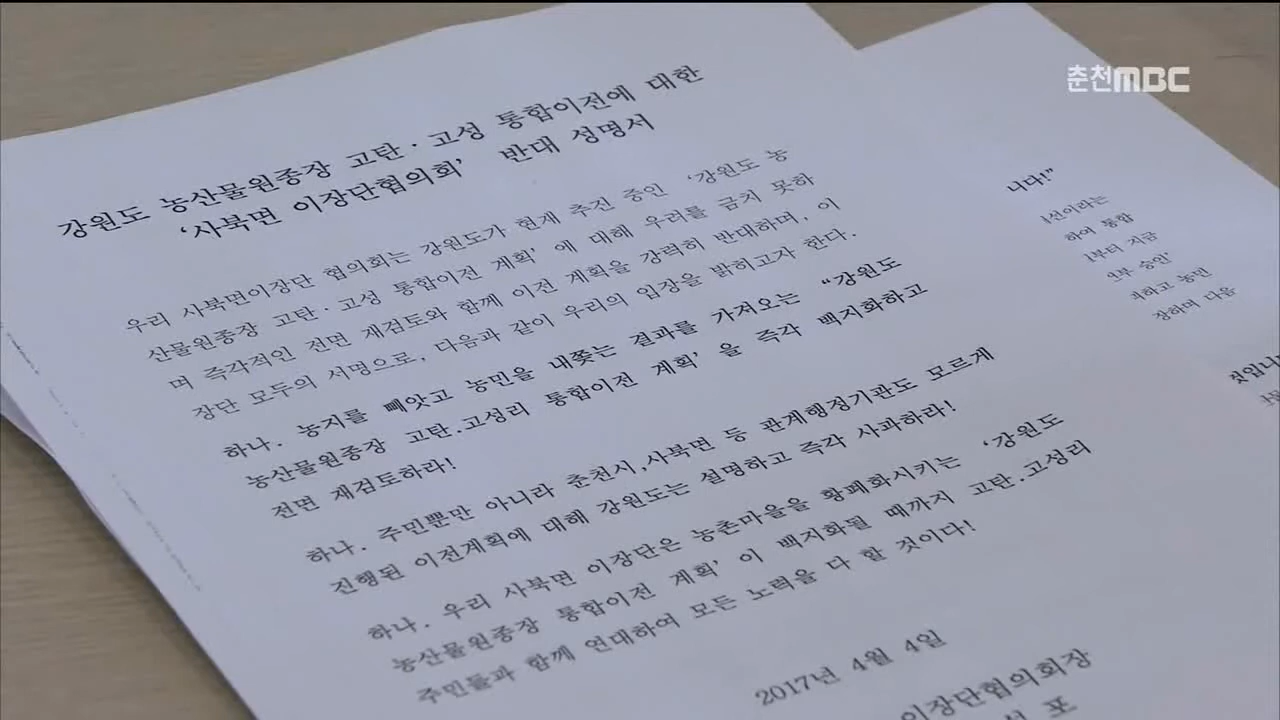 춘천MBC
강원도 농산물원종장 고탄·고성 통합이전에 대한
‘사북면 이장단협의회’ 반대 성명서
우리 사북면이장단 협의회는 강원도가 현재 추진 중인 ‘강원도 농
산물원종장 고탄·고성 통합이전 계획’ 에 대해 우려를 금치 못하
며 즉각적인 전면 재검토와 함께 이전 계획을 강력히 반대하며, 이
장단 모두의 서명으로, 다음과 같이 우리의 입장을 밝히고자 한다.
하나. 농지를 빼앗고 농민을 내쫓는 결과를 가져오는 “강원도
농산물원종장 고탄.고성리 통합이전 계획’ 을 즉각 백지화하고
전면 재검토하라!
하나. 주민뿐만 아니라 춘천시,사북면 등 관계행정기관도 모르게
진행된 이전계획에 대해 강원도는 설명하고 즉각 사과하라!
하나. 우리 사북면 이장단은 농촌마을을 황폐화시키는 ‘강원도
농산물원종장 통합이전 계획’ 이 백지화될 때까지 고탄.고성리
주민들과 함께 연대하여 모든 노력을 다 할 것이다!
2017년 4월 4일
이장단협의회장
포
니다!”
선이라는
하여 통합
부터 지금
승인’
하고 농민
장하며 다음
것입니